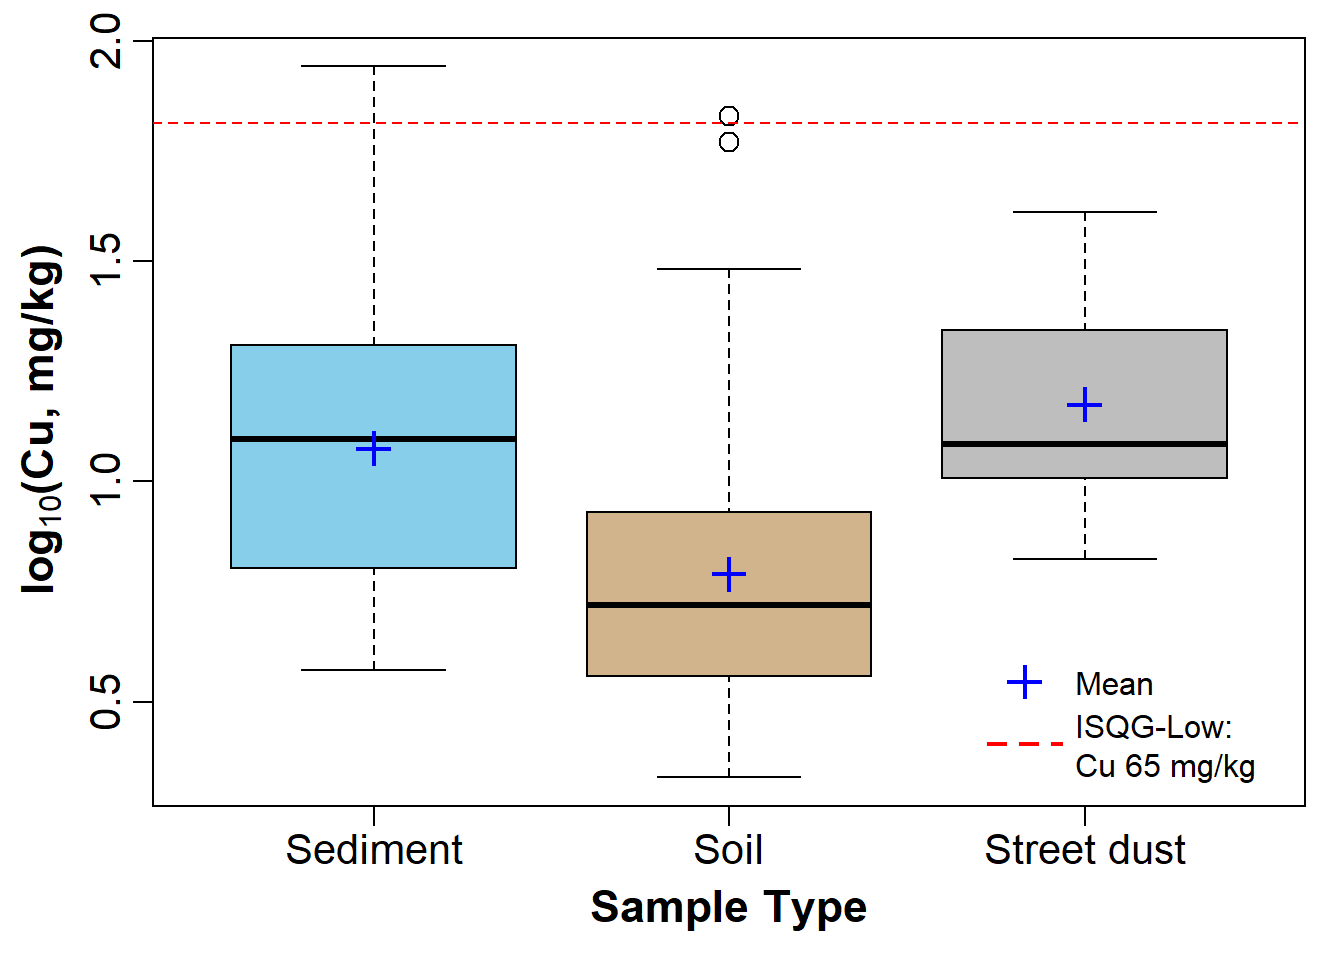 2.0
1.5
1.0
0.5
log₁₀(Cu, mg/kg)
Mean
ISQG-Low:
Cu 65 mg/kg
Sediment
Soil
Street dust
Sample Type